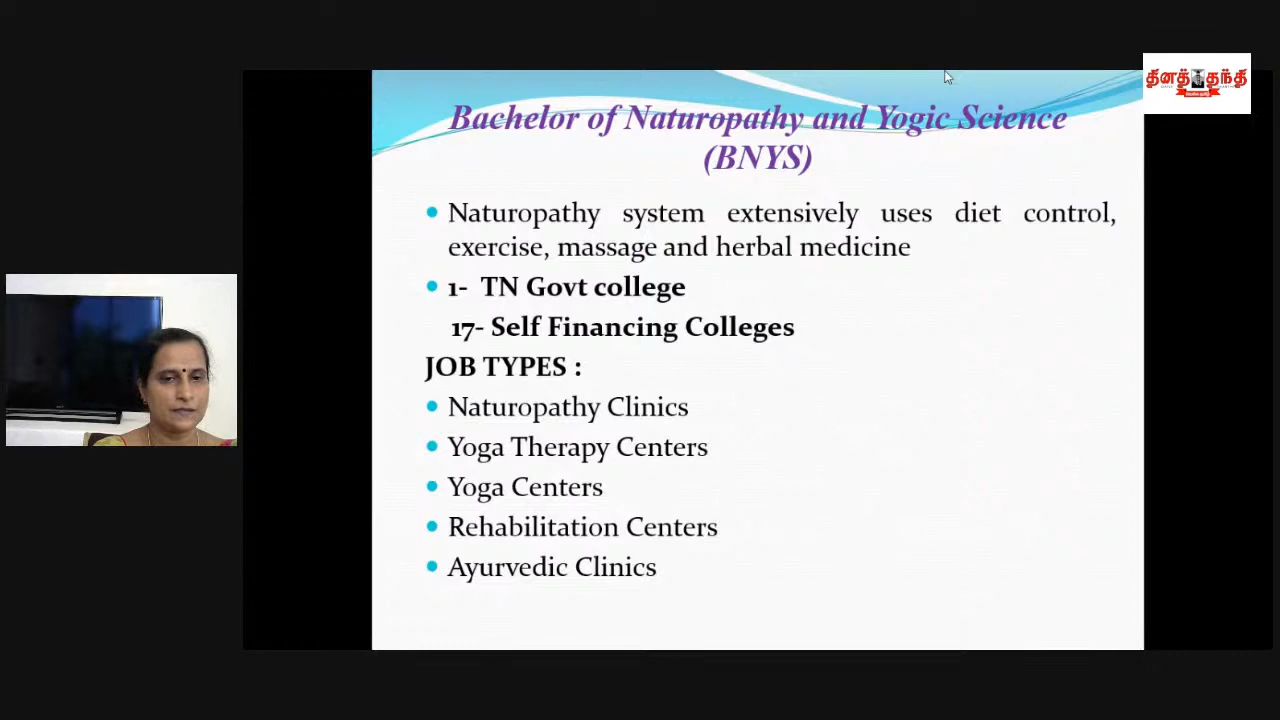 தினத்தந்தி
Bachelor of Naturopathy and Yogic Science
(BNYS)
• Naturopathy system extensively uses diet control,
exercise, massage and herbal medicine
• 1- TN Govt college
17- Self Financing Colleges
JOB TYPES :
• Naturopathy Clinics
• Yoga Therapy Centers
• Yoga Centers
• Rehabilitation Centers
• Ayurvedic Clinics